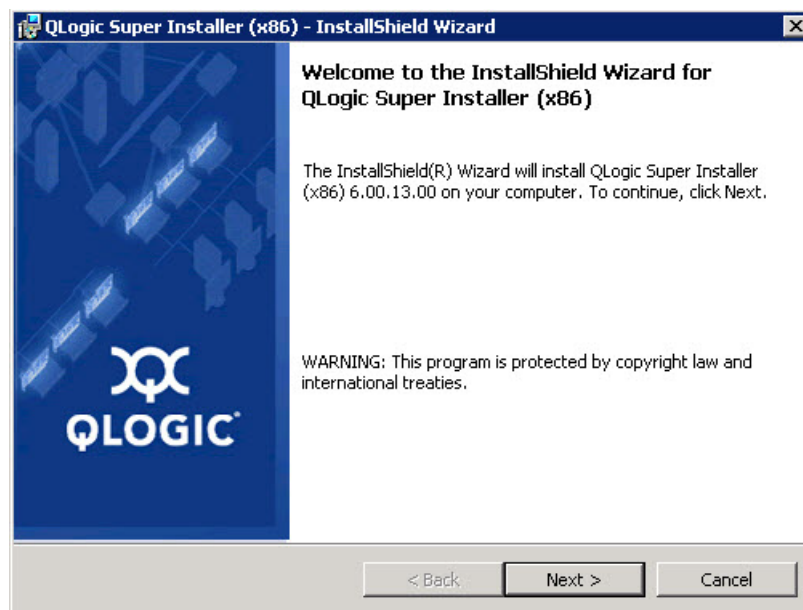 QLogic Super Installer (x86) - InstallShield Wizard
Welcome to the InstallShield Wizard for
QLogic Super Installer (x86)
The InstallShield(R) Wizard will install QLogic Super Installer
(x86) 6.00.13.00 on your computer. To continue, click Next.
WARNING: This program is protected by copyright law and
international treaties.
QLOGIC
< Back
Next >
Cancel